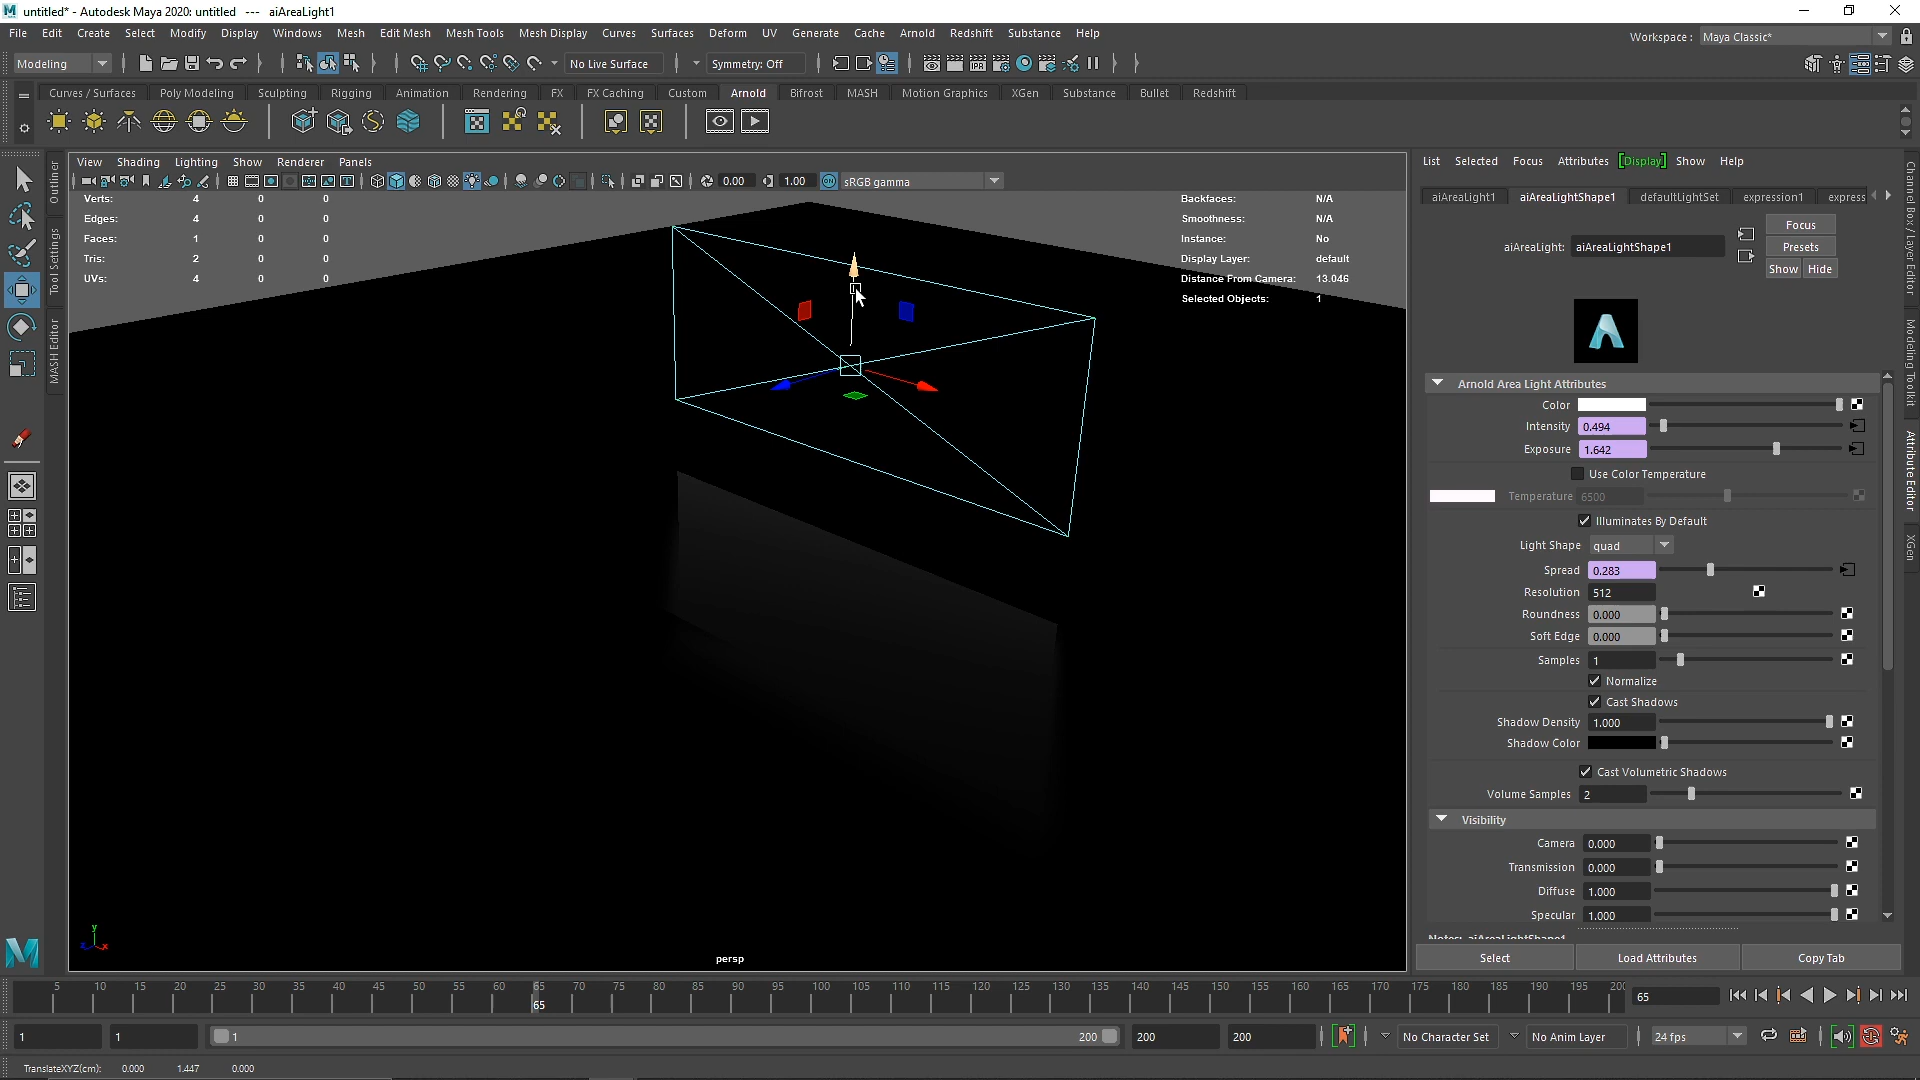 untitled* - Autodesk Maya 2020: untitled --- aiAreaLight1
File Edit Create Select Modify Display Windows Mesh Edit Mesh Mesh Tools Mesh Display Curves Surfaces Deform UV Generate Cache Arnold Redshift Substance Help
Workspace : Maya Classic*
Modeling No Live Surface Symmetry: Off
Curves / Surfaces Poly Modeling Sculpting Rigging Animation Rendering FX FX Caching Custom Arnold Bifrost MASH Motion Graphics XGen Substance Bullet Redshift
View Shading Lighting Show Renderer Panels
0.00 1.00 sRGB gamma
Outliner
Tool Settings
MASH Editor
Verts: 4 0 0
Edges: 4 0 0
Faces: 1 0 0
Tris: 2 0 0
UVs: 4 0 0
Backfaces: N/A
Smoothness: N/A
Instance: No
Display Layer: default
Distance From Camera: 13.046
Selected Objects: 1
persp
y
z x
List Selected Focus Attributes Display Show Help
aiAreaLight1 aiAreaLightShape1 defaultLightSet expression1 express
aiAreaLight: aiAreaLightShape1
Focus
Presets
Show Hide
Arnold Area Light Attributes
Color
Intensity 0.494
Exposure 1.642
Use Color Temperature
Temperature 6500
Illuminates By Default
Light Shape quad
Spread 0.283
Resolution 512
Roundness 0.000
Soft Edge 0.000
Samples 1
Normalize
Cast Shadows
Shadow Density 1.000
Shadow Color
Cast Volumetric Shadows
Volume Samples 2
Visibility
Camera 0.000
Transmission 0.000
Diffuse 1.000
Specular 1.000
Notes: aiAreaLightShape1
Select Load Attributes Copy Tab
Channel Box / Layer Editor
Modeling Toolkit
Attribute Editor
XGen
5 10 15 20 25 30 35 40 45 50 55 60 65 70 75 80 85 90 95 100 105 110 115 120 125 130 135 140 145 150 155 160 165 170 175 180 185 190 195 200
65
65
1 1 1 200 200 200 No Character Set No Anim Layer 24 fps
TranslateXYZ(cm): 0.000 1.447 0.000